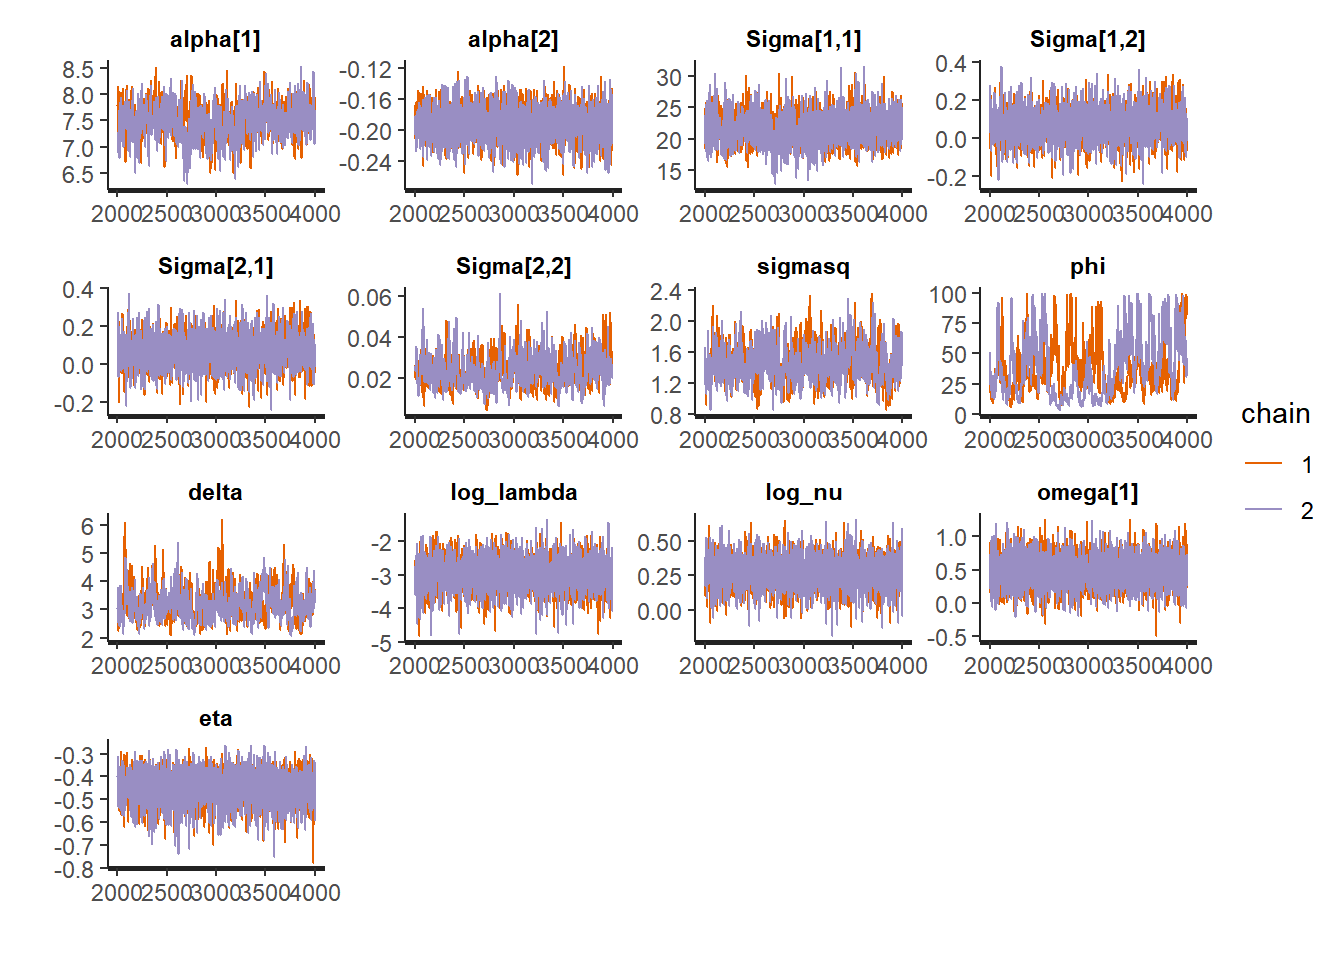 alpha[1] alpha[2] Sigma[1,1] Sigma[1,2]
8.5 8.0 7.5 7.0 6.5
-0.12 -0.16 -0.20 -0.24
30 25 20 15
0.4 0.2 0.0 -0.2
2000 2500 3000 3500 4000 2000 2500 3000 3500 4000 2000 2500 3000 3500 4000 2000 2500 3000 3500 4000
Sigma[2,1] Sigma[2,2] sigmasq phi
0.4 0.2 0.0 -0.2
0.06 0.04 0.02
2.4 2.0 1.6 1.2 0.8
100 75 50 25 0
2000 2500 3000 3500 4000 2000 2500 3000 3500 4000 2000 2500 3000 3500 4000 2000 2500 3000 3500 4000
delta log_lambda log_nu omega[1]
6 5 4 3 2
-2 -3 -4 -5
0.50 0.25 0.00
1.0 0.5 0.0 -0.5
2000 2500 3000 3500 4000 2000 2500 3000 3500 4000 2000 2500 3000 3500 4000 2000 2500 3000 3500 4000
eta
-0.3 -0.4 -0.5 -0.6 -0.7 -0.8
2000 2500 3000 3500 4000
chain
1
2